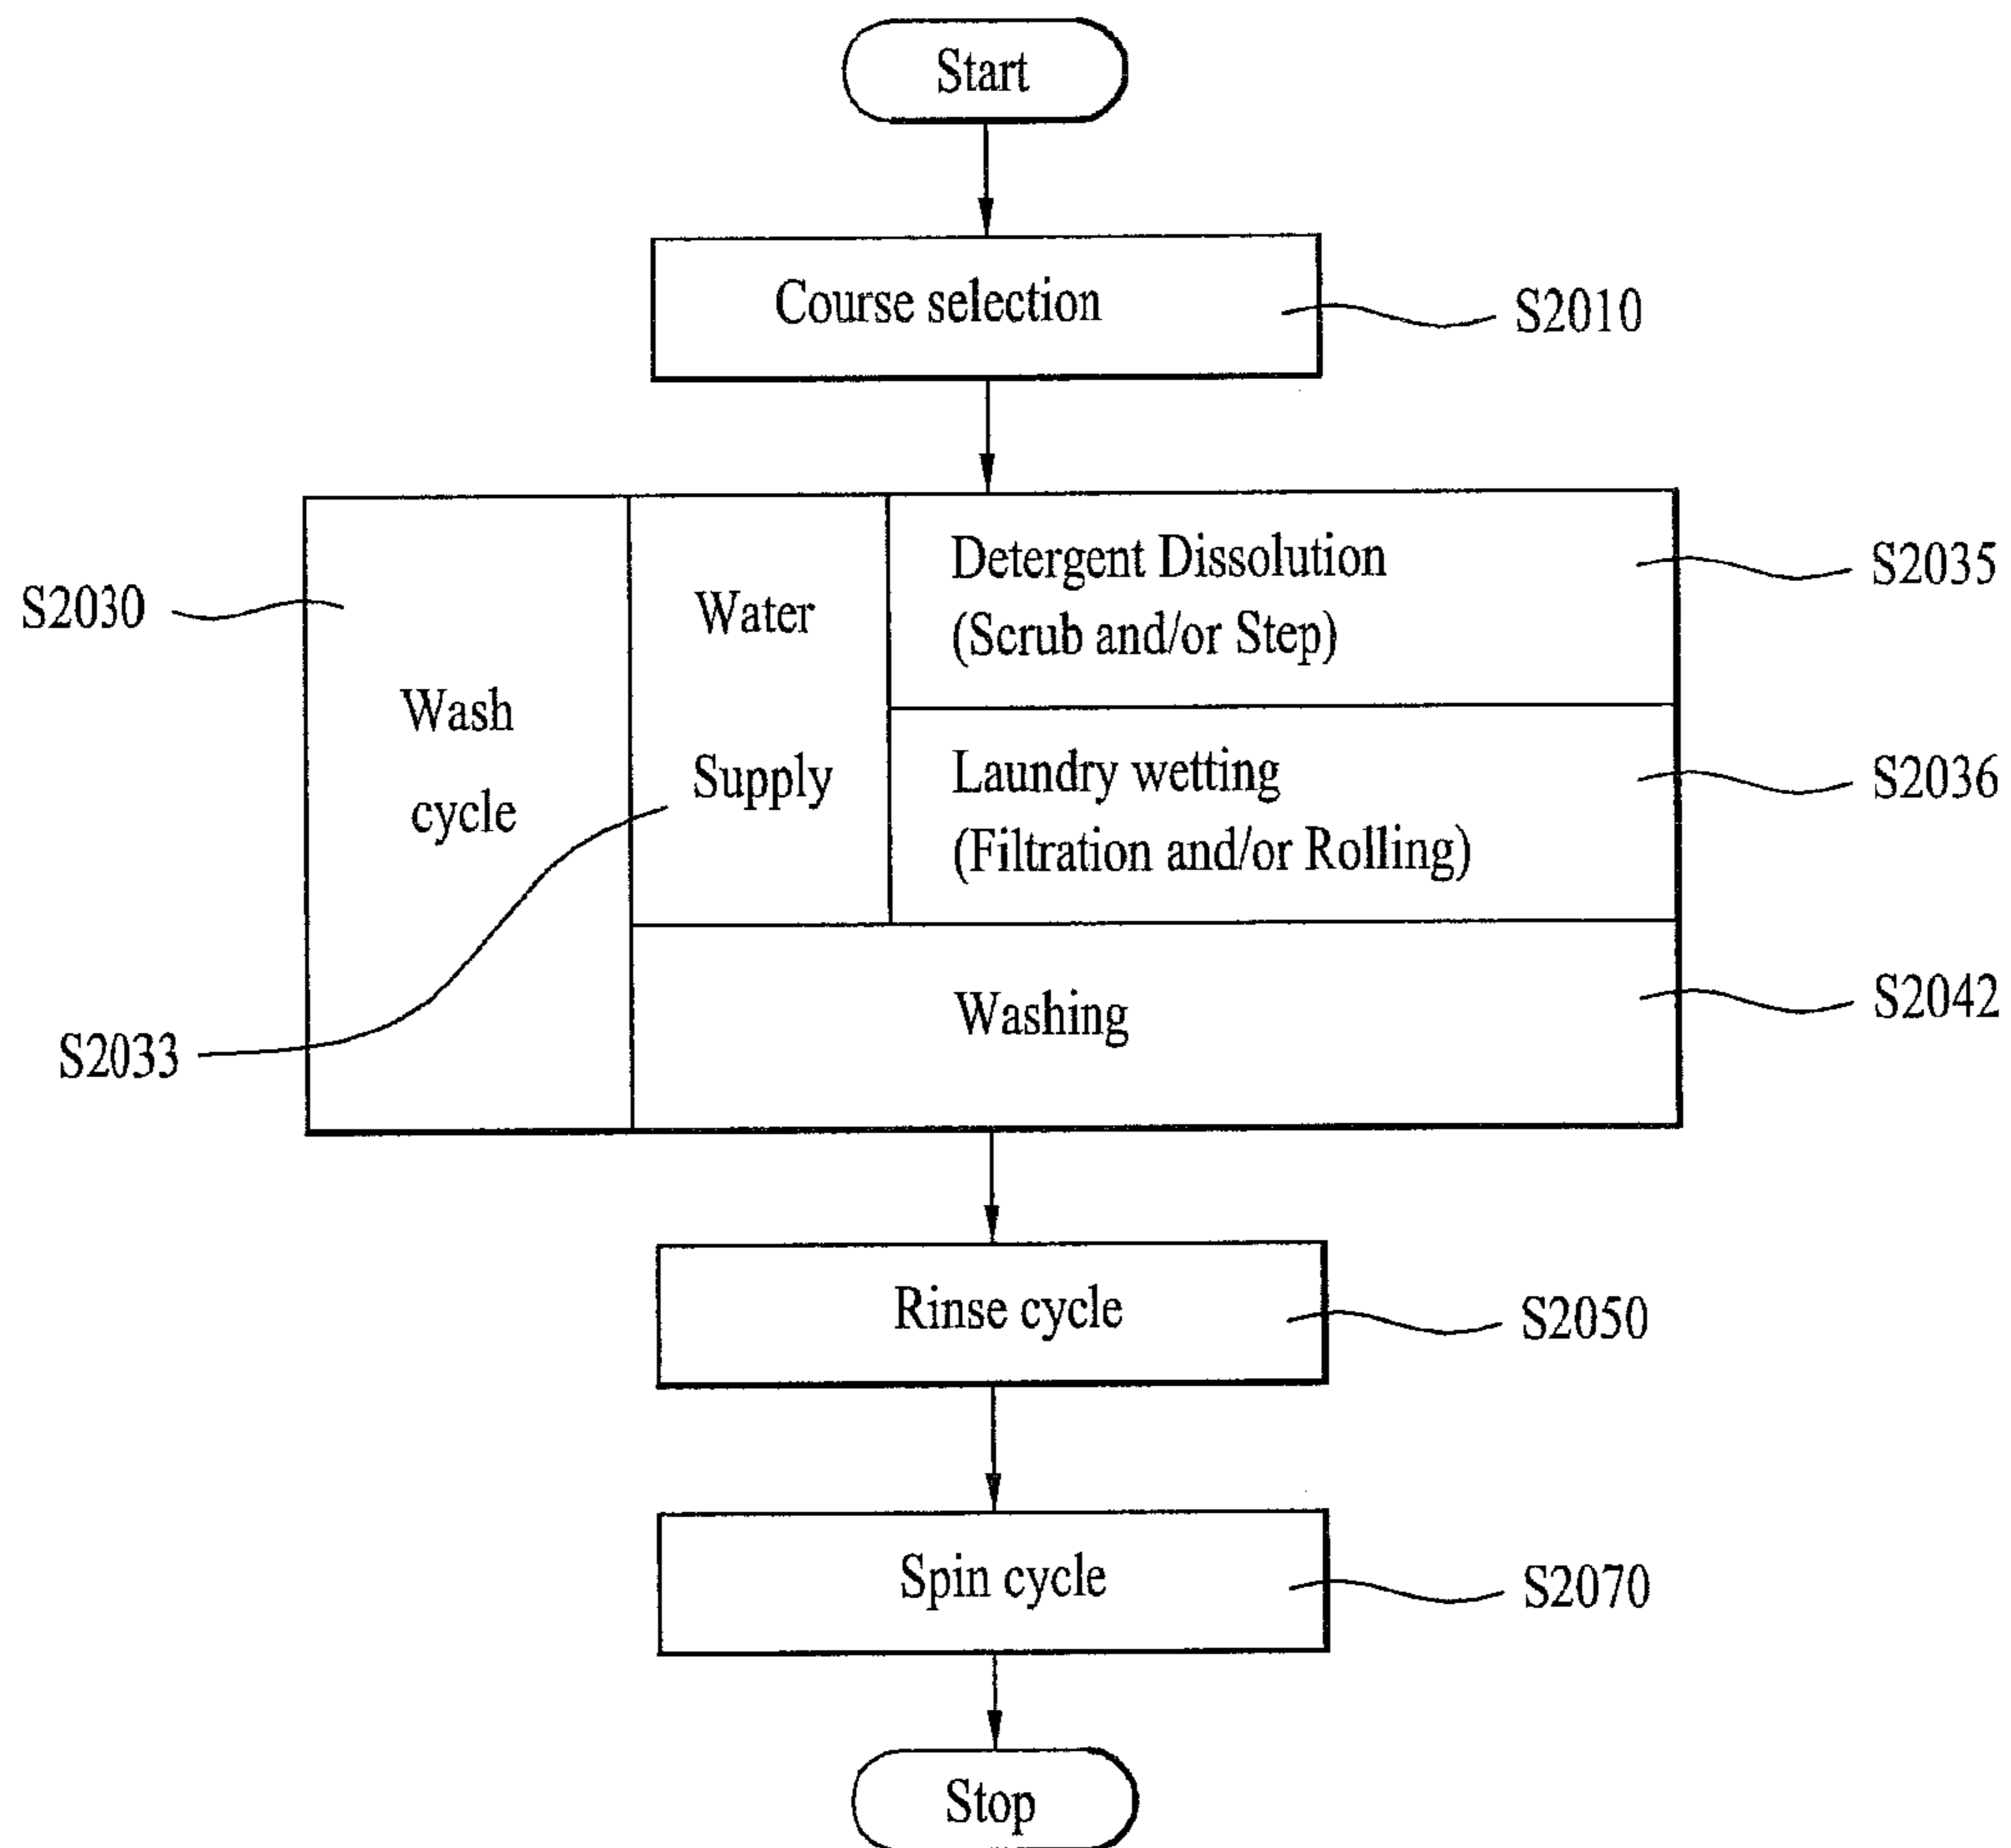 Start
Course selection
S2010
S2030
Wash
cycle
Water
Supply
S2033
Detergent Dissolution
(Scrub and/or Step)
S2035
Laundry wetting
(Filtration and/or Rolling)
S2036
Washing
S2042
Rinse cycle
S2050
Spin cycle
S2070
Stop